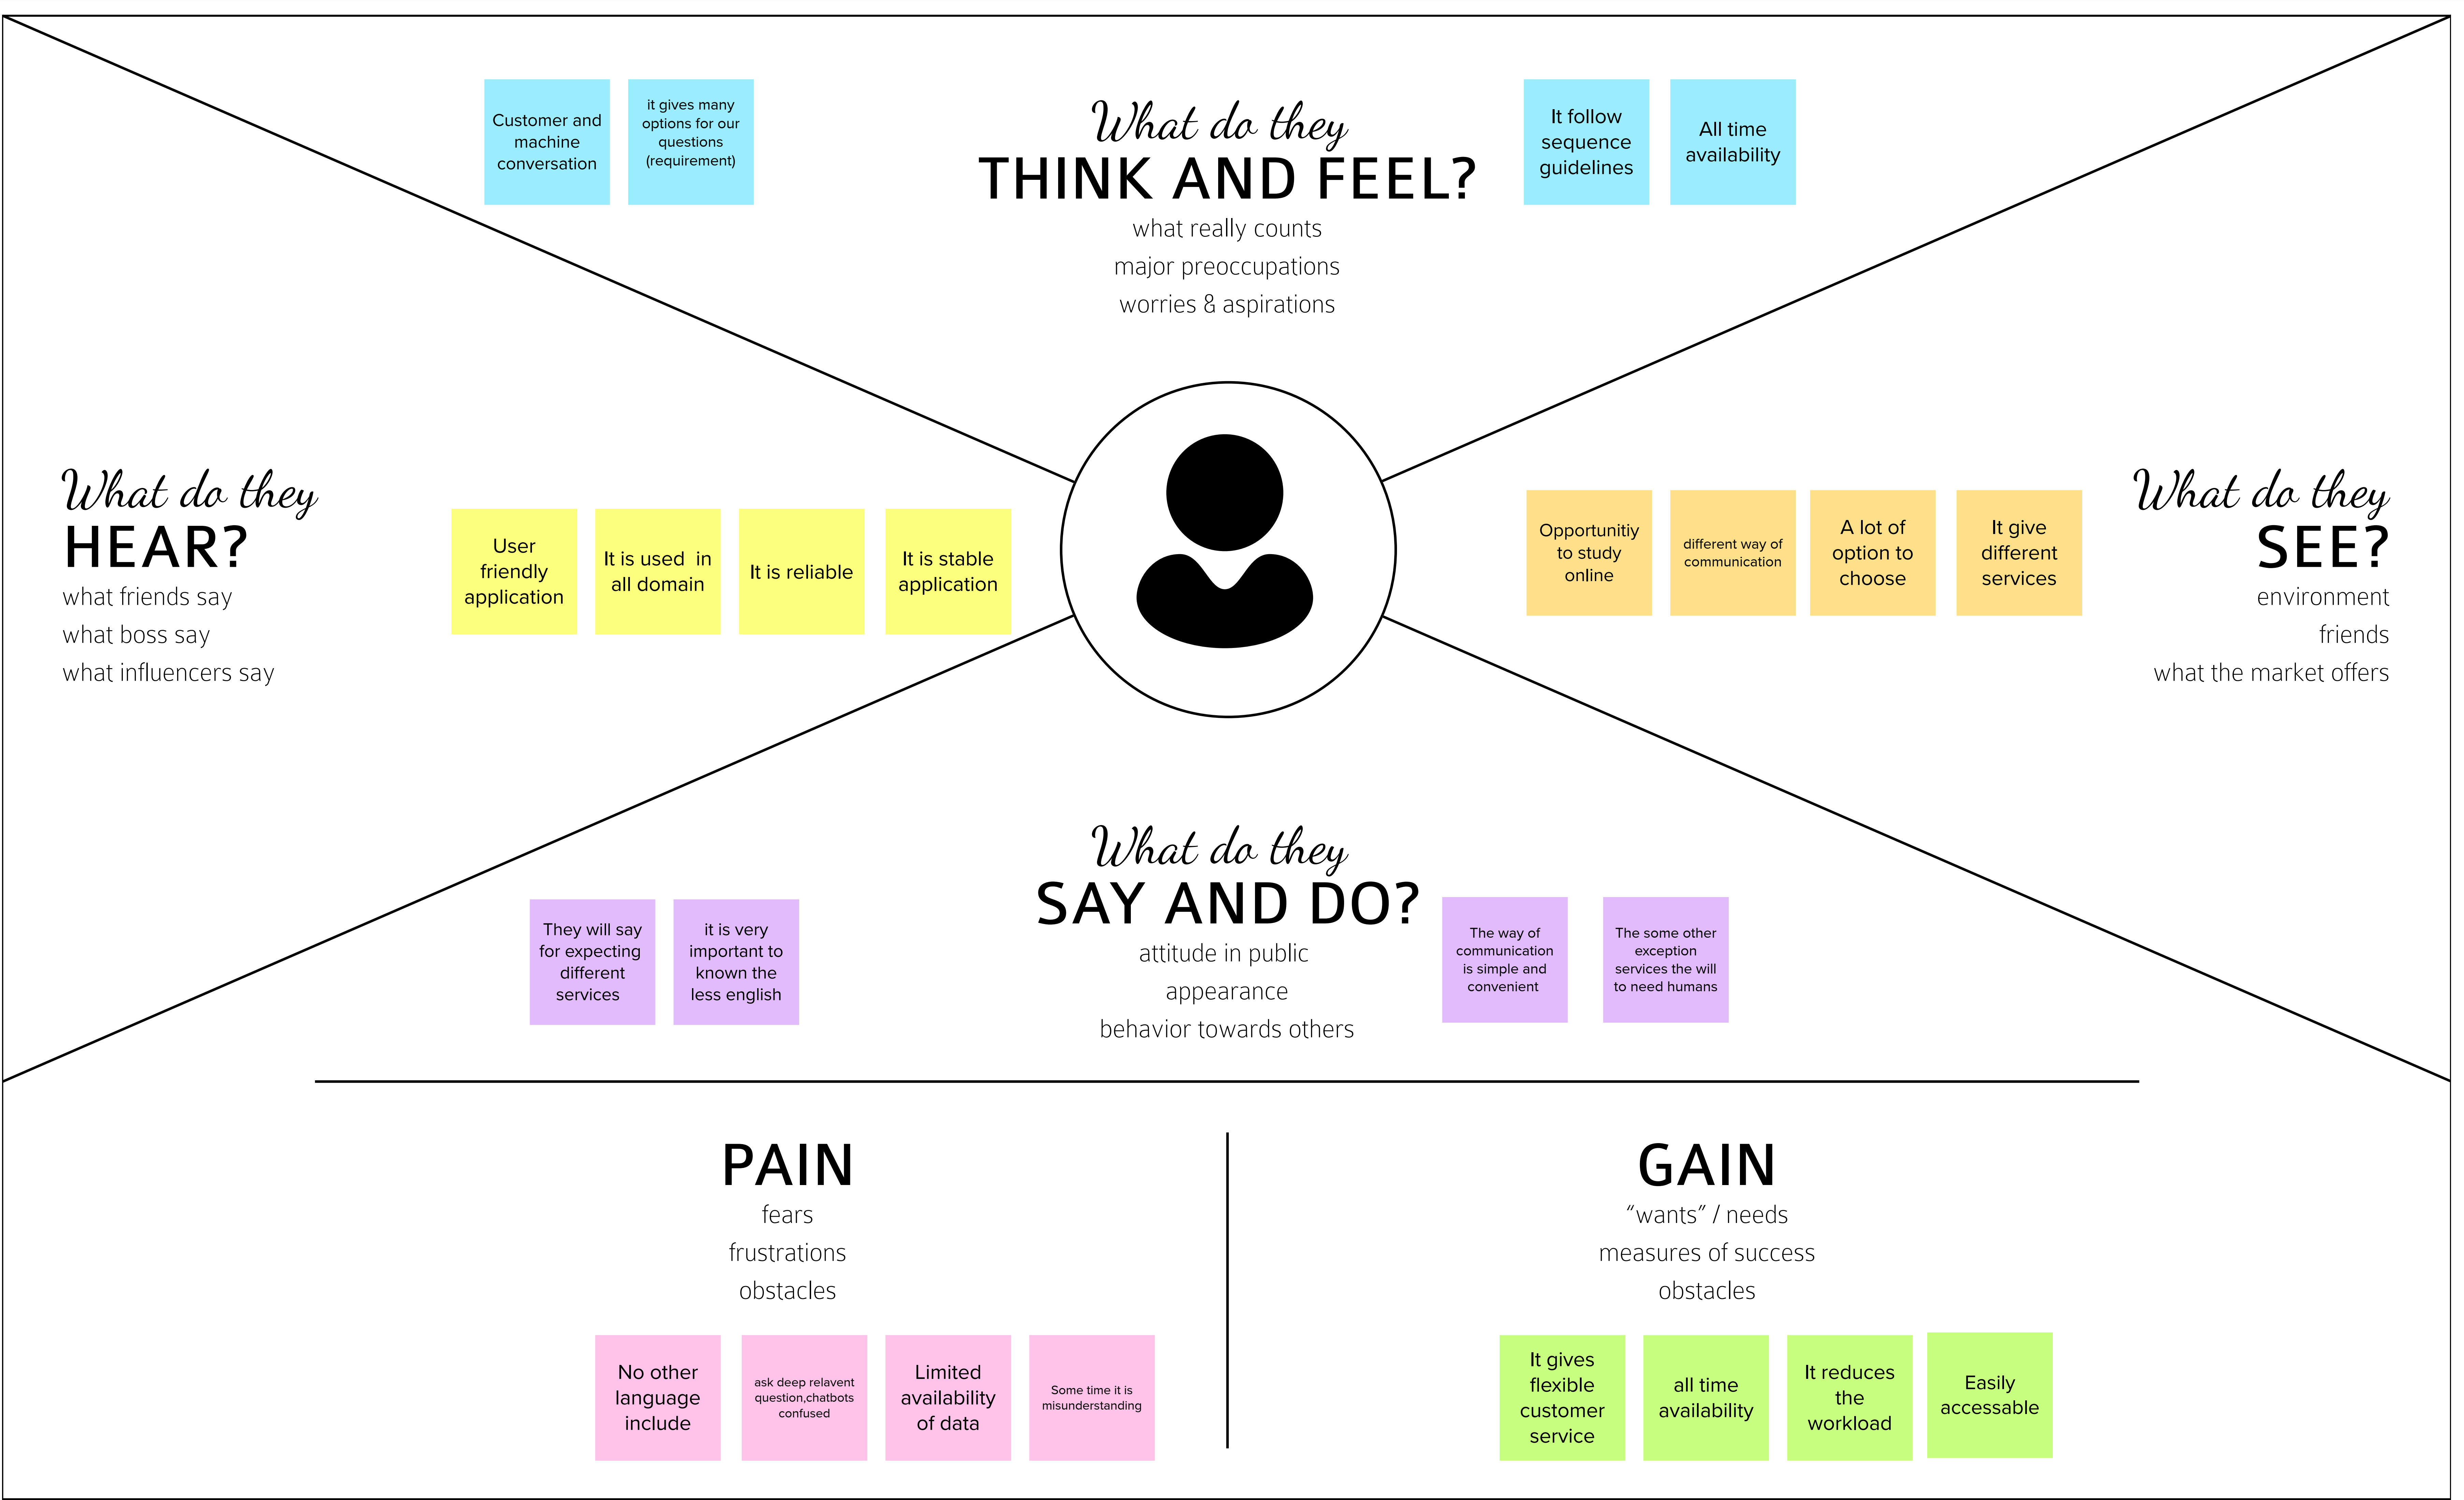 What do they
THINK AND FEEL?
what really counts
major preoccupations
worries & aspirations
Customer and
machine
conversation
it gives many
options for our
questions
(requirement)
It follow
sequence
guidelines
All time
availability
What do they
HEAR?
what friends say
what boss say
what influencers say
User
friendly
application
It is used in
all domain
It is reliable
It is stable
application
Opportunitiy
to study
online
different way of
communication
A lot of
option to
choose
It give
different
services
What do they
SEE?
environment
friends
what the market offers
What do they
SAY AND DO?
attitude in public
appearance
behavior towards others
They will say
for expecting
different
services
it is very
important to
known the
less english
The way of
communication
is simple and
convenient
The some other
exception
services the will
to need humans
PAIN
fears
frustrations
obstacles
No other
language
include
ask deep relavent
question,chatbots
confused
Limited
availability
of data
Some time it is
misunderstanding
GAIN
“wants” / needs
measures of success
obstacles
It gives
flexible
customer
service
all time
availability
It reduces
the
workload
Easily
accessable